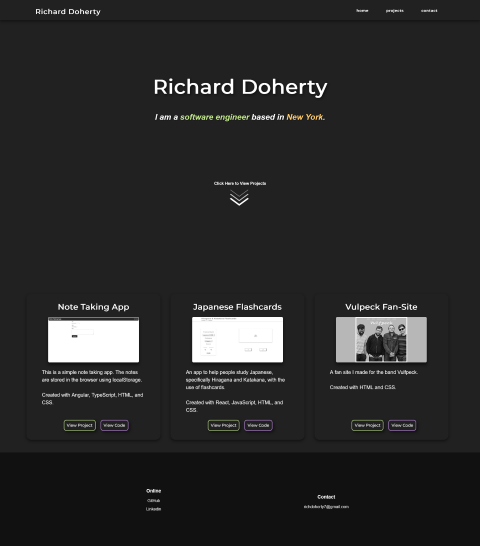 Richard Doherty
home projects contact
Richard Doherty
I am a software engineer based in New York.
Click Here to View Projects
Note Taking App
This is a simple note taking app. The notes
are stored in the browser using localStorage.
Created with Angular, TypeScript, HTML, and
CSS.
View Project View Code
Japanese Flashcards
An app to help people study Japanese,
specifically Hiragana and Katakana, with the
use of flashcards.
Created with React, JavaScript, HTML, and
CSS.
View Project View Code
Vulpeck Fan-Site
A fan site I made for the band Vulfpeck.
Created with HTML and CSS.
View Project View Code
Online
GitHub
LinkedIn
Contact